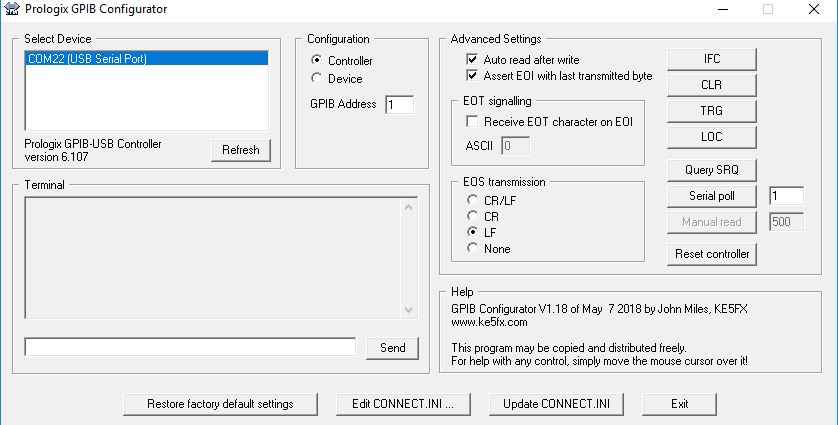 Prologix GPIB Configurator
Select Device
COM22 (USB Serial Port)
Prologix GPIB-USB Controller
version 6.107
Refresh
Configuration
Controller
Device
GPIB Address 1
Terminal
Send
Advanced Settings
Auto read after write
Assert EOI with last transmitted byte
EOT signalling
Receive EOT character on EOI
ASCII 0
EOS transmission
CR/LF
CR
LF
None
IFC
CLR
TRG
LOC
Query SRQ
Serial poll 1
Manual read 500
Reset controller
Help
GPIB Configurator V1.18 of May 7 2018 by John Miles, KE5FX
www.ke5fx.com
This program may be copied and distributed freely.
For help with any control, simply move the mouse cursor over it!
Restore factory default settings
Edit CONNECT.INI ...
Update CONNECT.INI
Exit